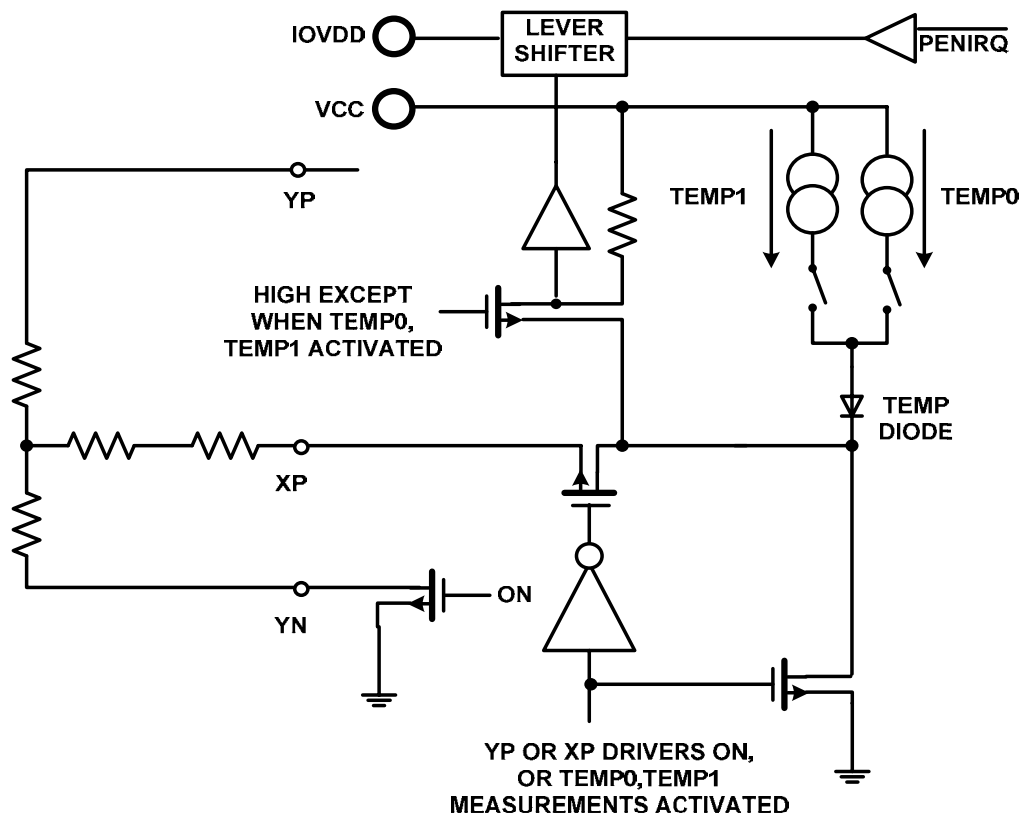 IOVDD
LEVER
SHIFTER
PENIRQ
VCC
YP
TEMP1
TEMP0
HIGH EXCEPT
WHEN TEMP0,
TEMP1 ACTIVATED
TEMP
DIODE
XP
YN
ON
YP OR XP DRIVERS ON,
OR TEMP0,TEMP1
MEASUREMENTS ACTIVATED